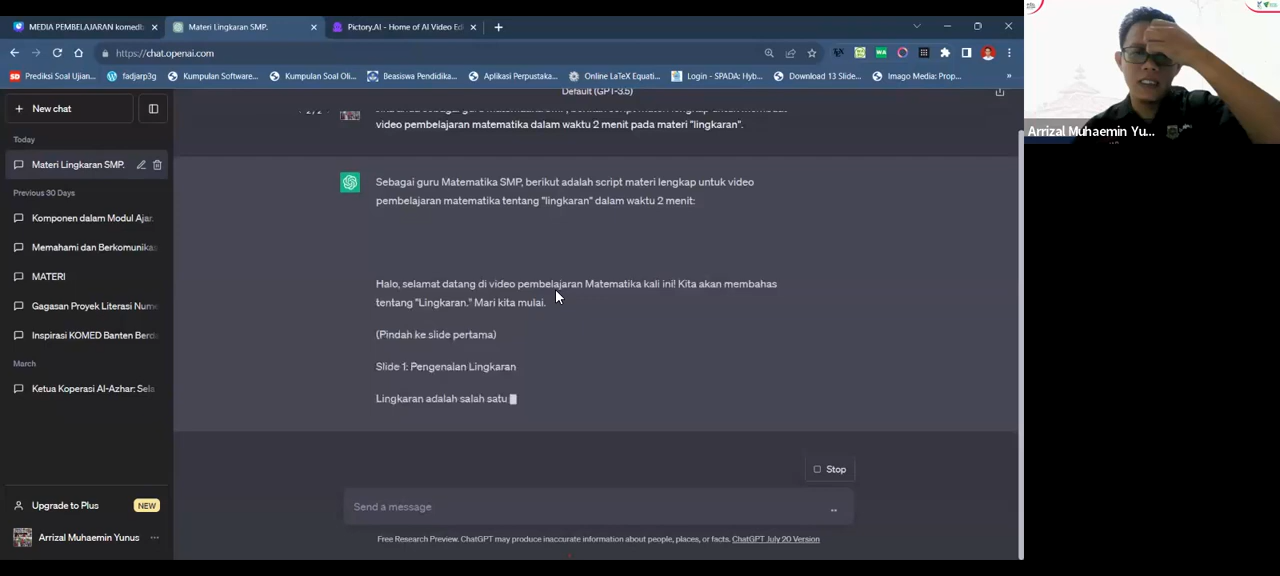 MEDIA PEMBELAJARAN komedb
Materi Lingkaran SMP.
Pictory.AI - Home of AI Video Ed
https://chat.openai.com
Prediksi Soal Ujian...
fadjarp3g
Kumpulan Software...
Kumpulan Soal Oli...
Beasiswa Pendidika...
Aplikasi Perpustaka...
Online LaTeX Equati...
Login - SPADA: Hyb...
Download 13 Slide...
Imago Media: Prop...
»
New chat
Default (GPT-3.5)
video pembelajaran matematika dalam waktu 2 menit pada materi "lingkaran".
Today
Materi Lingkaran SMP.
Previous 30 Days
Komponen dalam Modul Ajar.
Memahami dan Berkomunika
MATERI
Gagasan Proyek Literasi Num
Inspirasi KOMED Banten Berd
March
Ketua Koperasi Al-Azhar: Sela
Upgrade to Plus
NEW
Arrizal Muhaemin Yunus
Sebagai guru Matematika SMP, berikut adalah script materi lengkap untuk video
pembelajaran matematika tentang "lingkaran" dalam waktu 2 menit:
Halo, selamat datang di video pembelajaran Matematika kali ini! Kita akan membahas
tentang "Lingkaran." Mari kita mulai.
(Pindah ke slide pertama)
Slide 1: Pengenalan Lingkaran
Lingkaran adalah salah satu
Stop
Send a message
Free Research Preview. ChatGPT may produce inaccurate information about people, places, or facts. ChatGPT July 20 Version
Arrizal Muhaemin Yu...